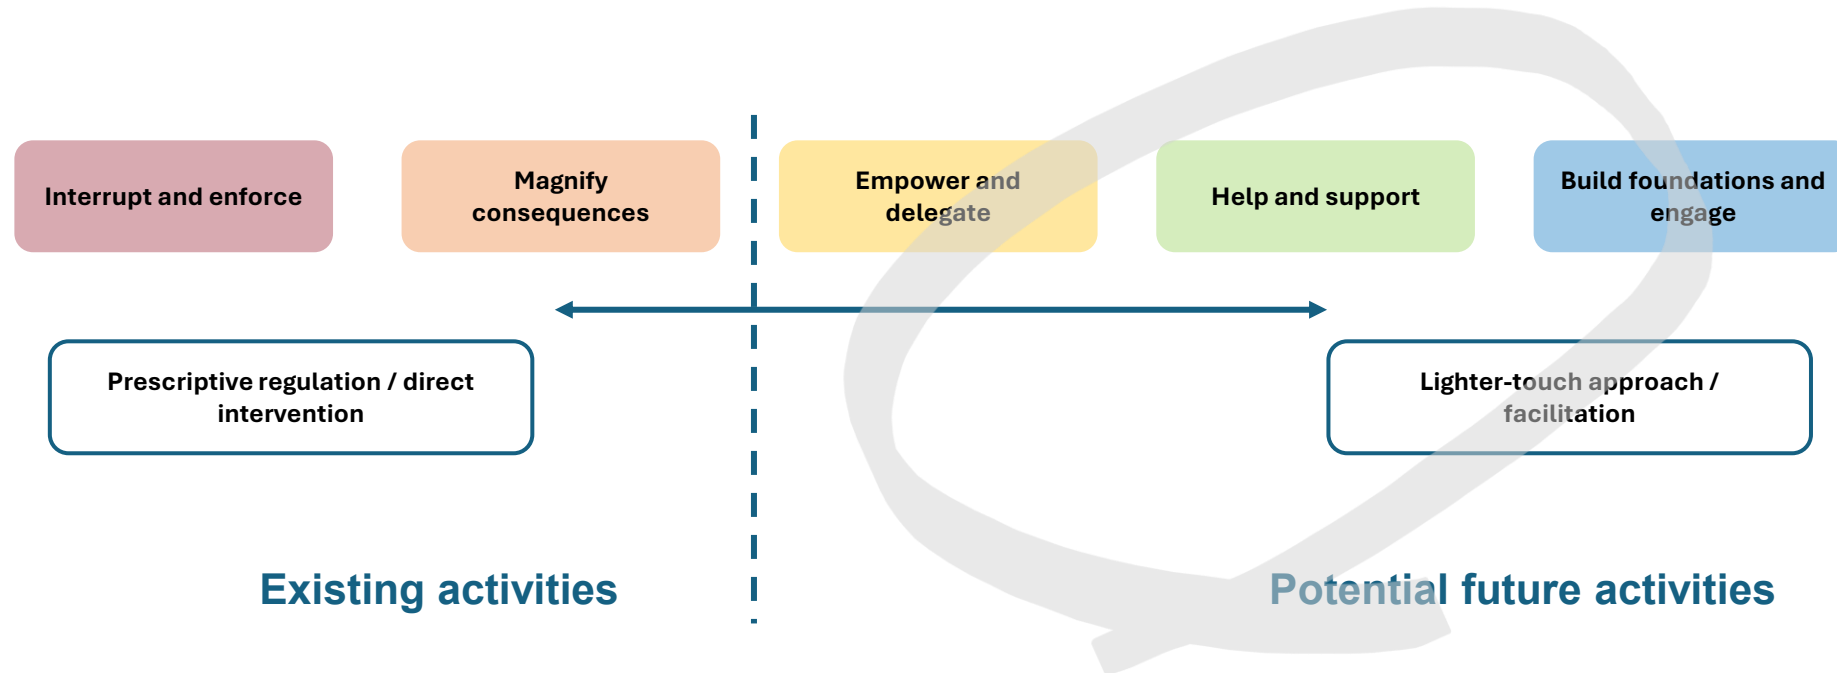 Interrupt and enforce
Magnify
consequences
Empower and
delegate
Help and support
Build foundations and
engage
Prescriptive regulation / direct
intervention
Lighter-touch approach /
facilitation
Existing activities
Potential future activities